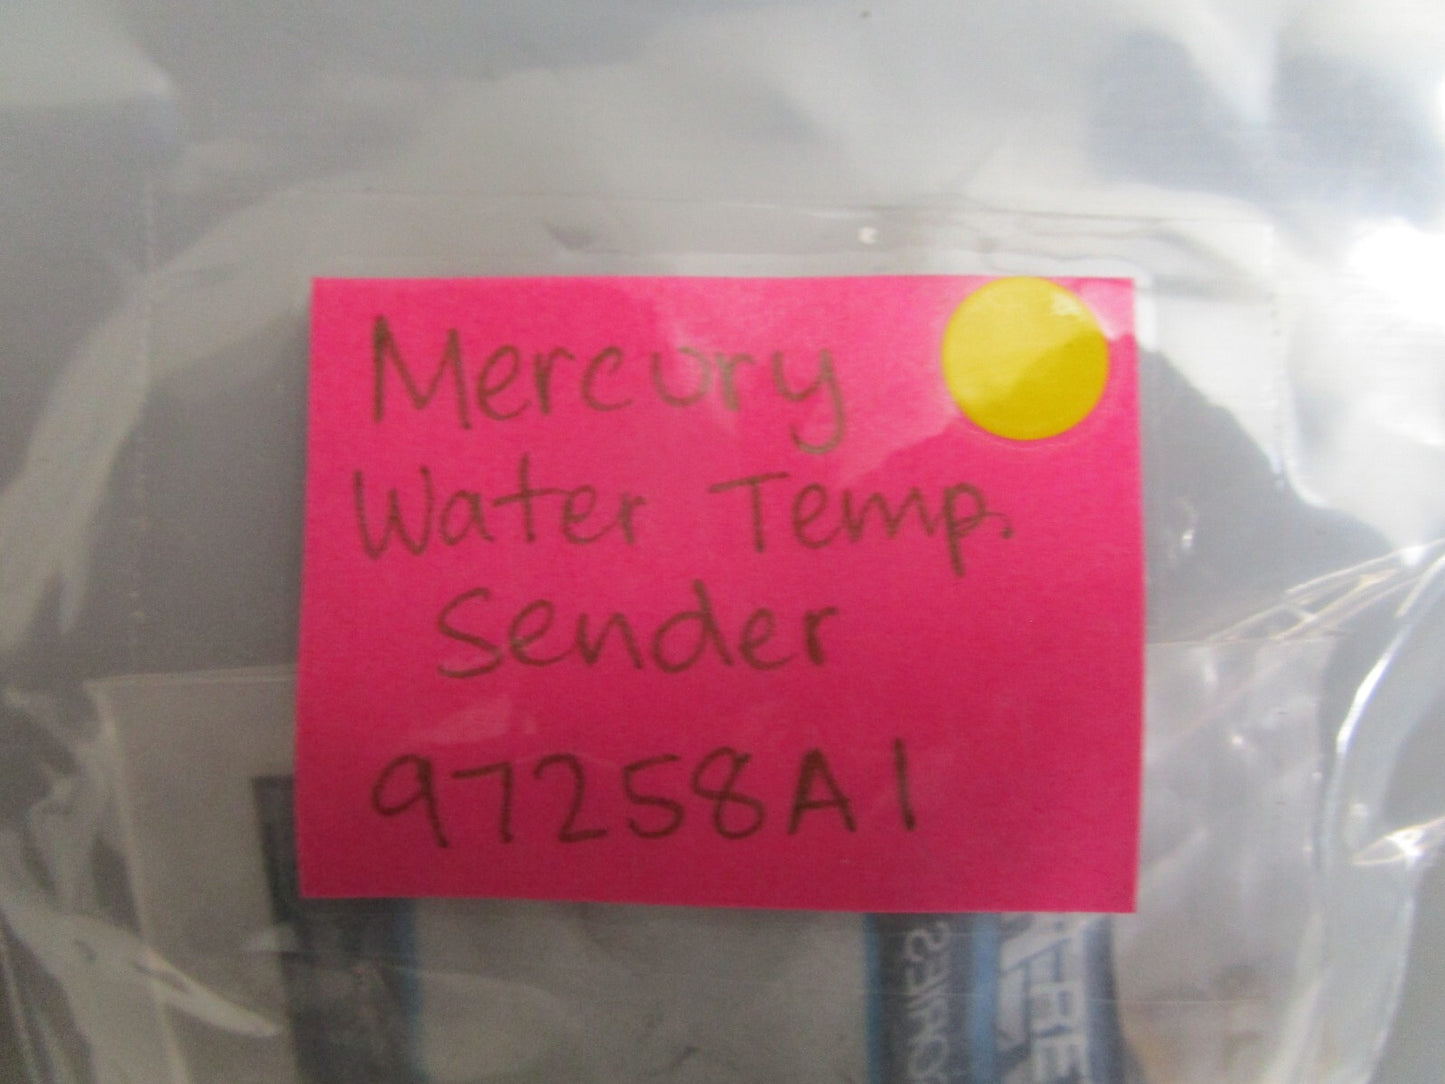 Mercury
Water Temp.
Sender
97258A1